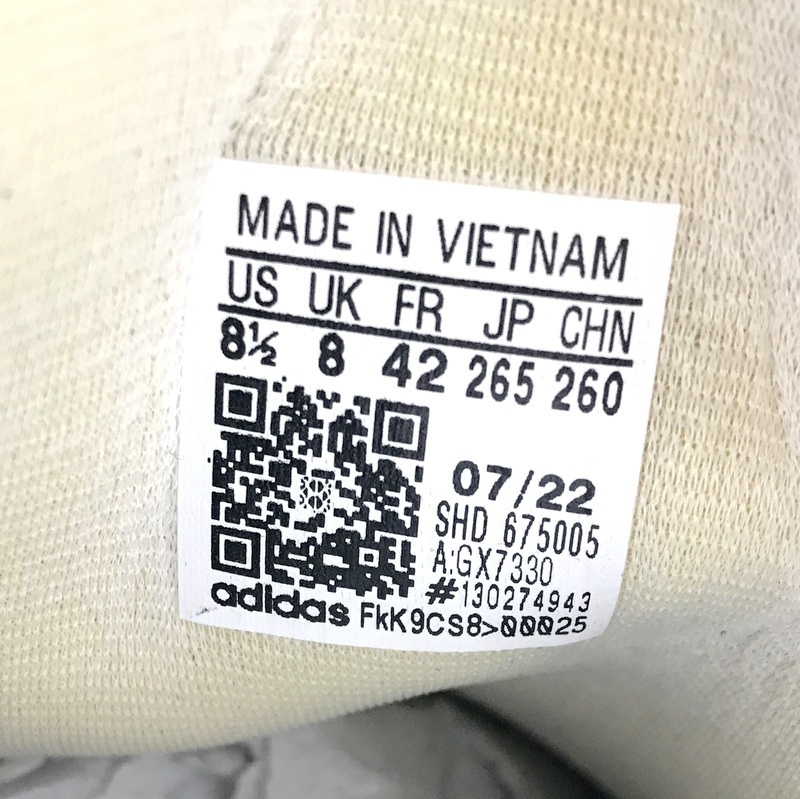 MADE IN VIETNAM
US UK FR JP CHN
8½ 8 42 265 260
07/22
SHD 675005
A:GX7330
#130274943
adidas FkK9CS8>00025